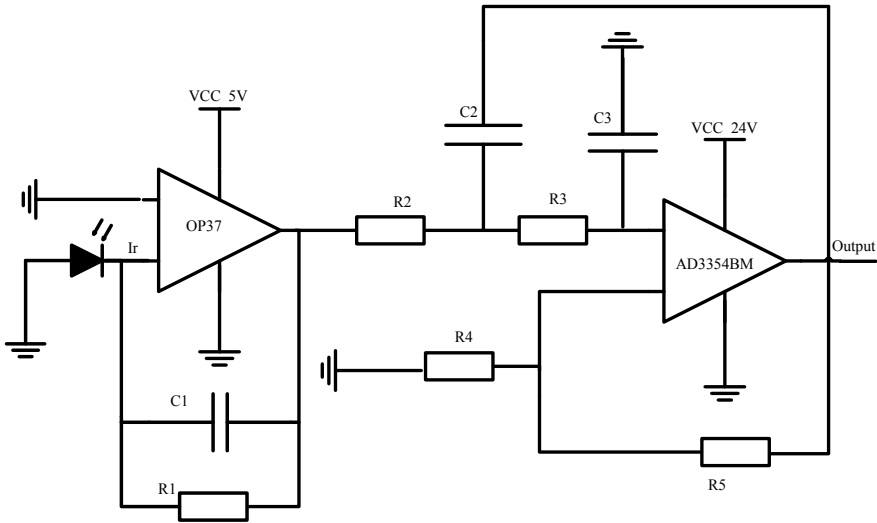 VCC 5V
C2
C3
VCC 24V
R2
R3
OP37
Ir
Output
AD3354BM
R4
C1
R5
R1